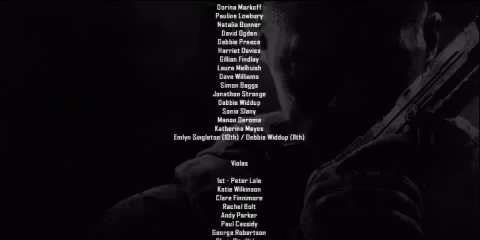 Dorina Markoff
Pauline Lowbury
Natalia Bonner
David Ogden
Debbie Preece
Harriet Davies
Gillian Findlay
Laura Melhuish
Dave Williams
Simon Baggs
Jonathan Strange
Debbie Widdup
Sonia Slany
Manon Derome
Katherine Mayes
Emlyn Singleton (10th) / Debbie Widdup (11th)
Violas
1st - Peter Lale
Katie Wilkinson
Clare Finnimore
Rachel Bolt
Andy Parker
Paul Cassidy
George Robertson